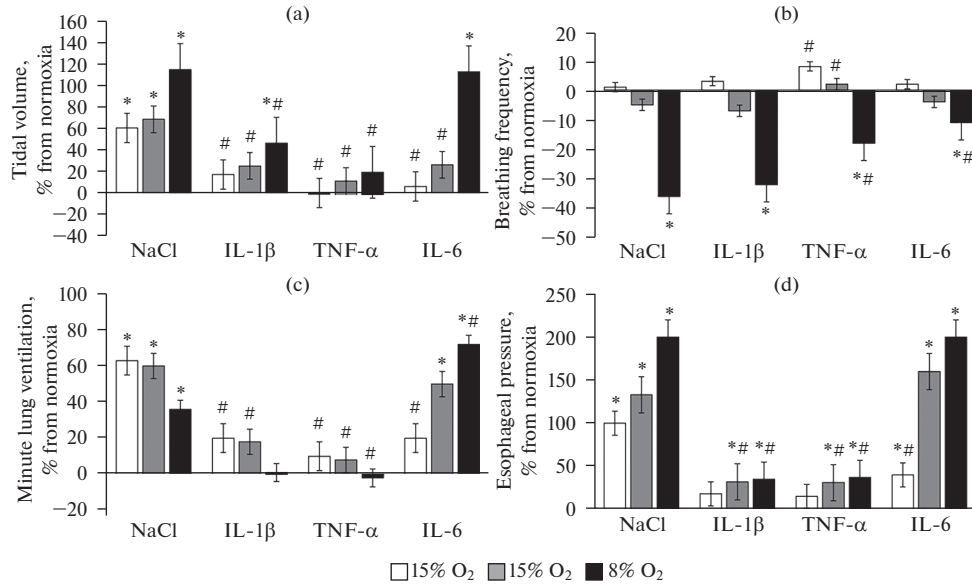 (a)
Tidal volume,
% from normoxia
140
120
100
80
60
40
20
0
−20
−40
* * *
# # *#
# # #
# # *
NaCl IL-1β TNF-α IL-6
(b)
Breathing frequency,
% from normoxia
20
10
0
−10
−20
−30
−40
−50
*
*
# # *#
*#
NaCl IL-1β TNF-α IL-6
(c)
Minute lung ventilation,
% from normoxia
100
80
60
40
20
0
−20
* * *
# #
# # #
# * *#
NaCl IL-1β TNF-α IL-6
(d)
Esophageal pressure,
% from normoxia
250
200
150
100
50
0
* * *
*# *#
*# *#
*# * *
NaCl IL-1β TNF-α IL-6
15% O₂ 15% O₂ 8% O₂